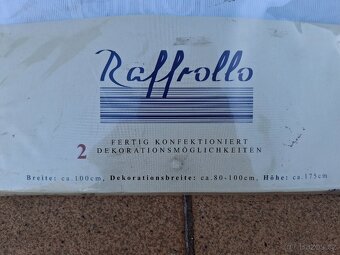 Raffrollo
2 FERTIG KONFEKTIONIERT
DEKORATIONSMÖGLICHKEITEN
Breite: ca.100cm, Dekorationsbreite: ca.80-100cm, Höhe: ca.175cm